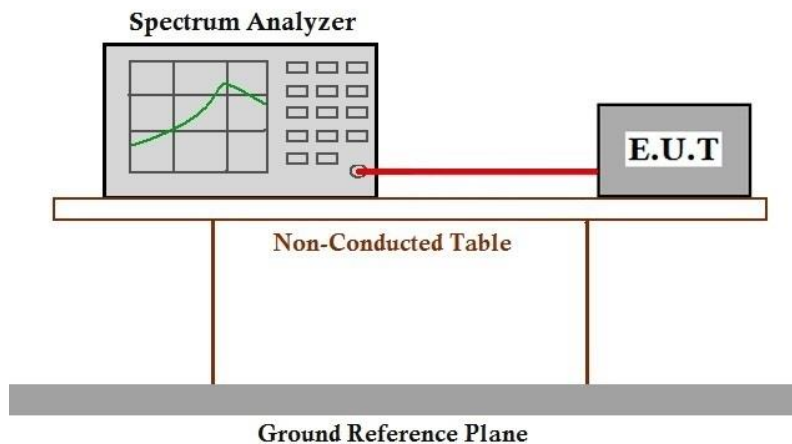 Spectrum Analyzer
E.U.T
Non-Conducted Table
Ground Reference Plane